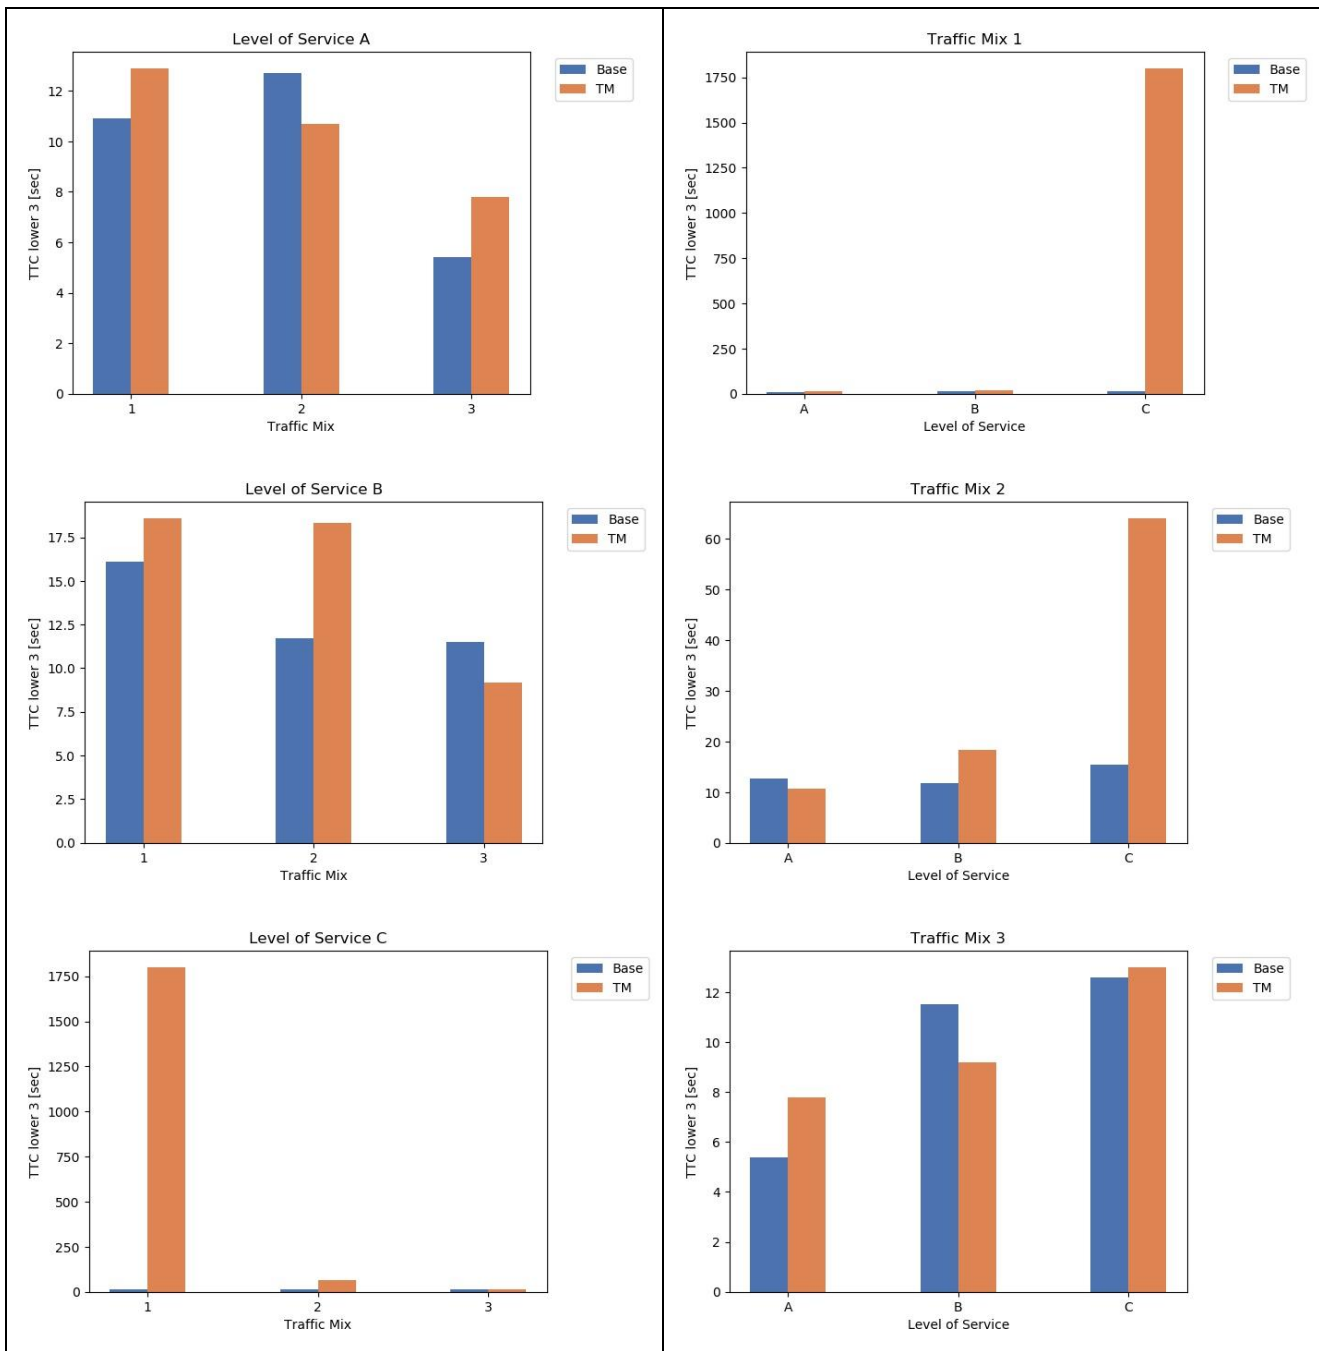 Level of Service A
TTC lower 3 [sec]
12
10
8
6
4
2
0
1 2 3
Traffic Mix
Base
TM
Traffic Mix 1
TTC lower 3 [sec]
1750
1500
1250
1000
750
500
250
0
A B C
Level of Service
Base
TM
Level of Service B
TTC lower 3 [sec]
17.5
15.0
12.5
10.0
7.5
5.0
2.5
0.0
1 2 3
Traffic Mix
Base
TM
Traffic Mix 2
TTC lower 3 [sec]
60
50
40
30
20
10
0
A B C
Level of Service
Base
TM
Level of Service C
TTC lower 3 [sec]
1750
1500
1250
1000
750
500
250
0
1 2 3
Traffic Mix
Base
TM
Traffic Mix 3
TTC lower 3 [sec]
12
10
8
6
4
2
0
A B C
Level of Service
Base
TM